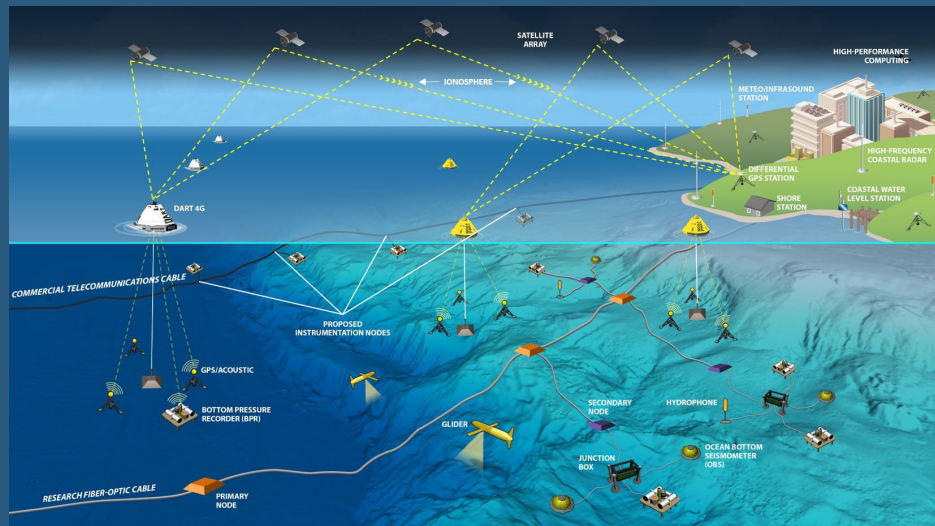 SATELLITE
ARRAY
HIGH-PERFORMANCE
COMPUTING
IONOSPHERE
METEO/INFRASOUND
STATION
HIGH-FREQUENCY
COASTAL RADAR
DIFFERENTIAL
GPS STATION
COASTAL WATER
LEVEL STATION
SHORE
STATION
DART 4G
COMMERCIAL TELECOMMUNICATIONS CABLE
PROPOSED
INSTRUMENTATION NODES
GPS/ACOUSTIC
BOTTOM PRESSURE
RECORDER (BPR)
GLIDER
SECONDARY
NODE
HYDROPHONE
JUNCTION
BOX
OCEAN BOTTOM
SEISMOMETER
(OBS)
RESEARCH FIBER-OPTIC CABLE
PRIMARY
NODE